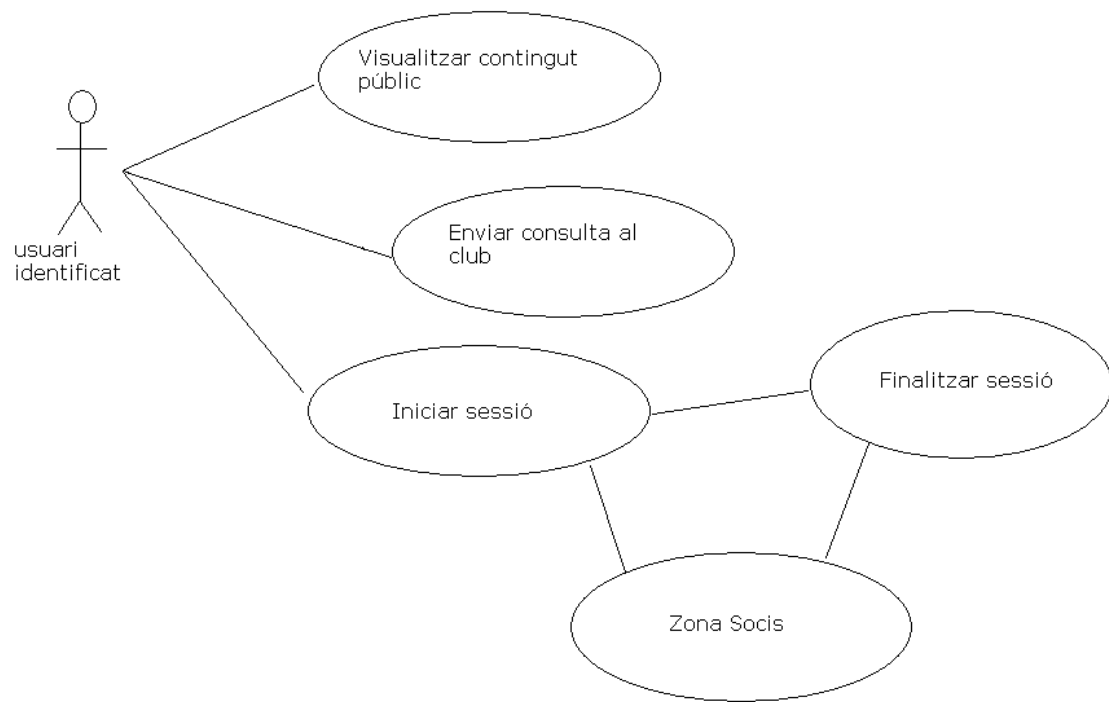 Visualitzar contingut
públic
usuari
identificat
Enviar consulta al
club
Iniciar sessió
Finalitzar sessió
Zona Socis